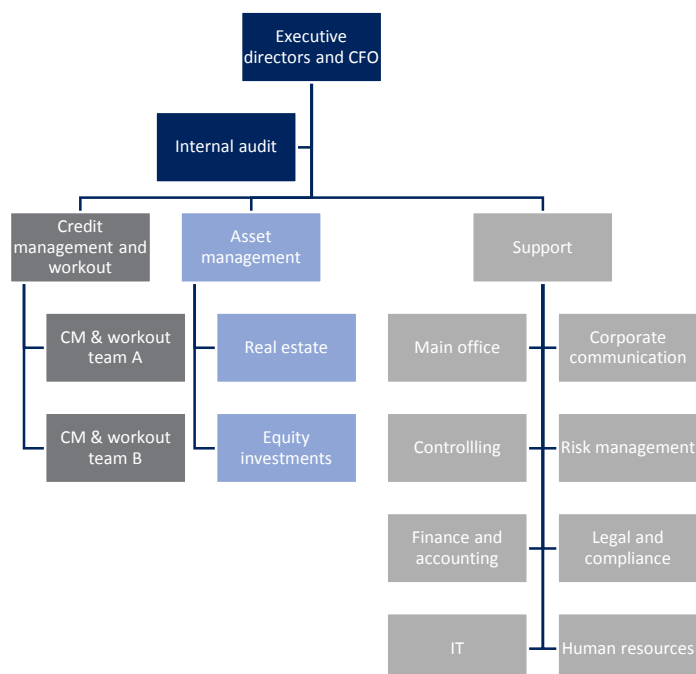 Executive
directors and CFO
Internal audit
Credit
management and
workout
Asset
management
Support
CM & workout
team A
Real estate
Main office
Corporate
communication
CM & workout
team B
Equity
investments
Controllling
Risk management
Finance and
accounting
Legal and
compliance
IT
Human resources